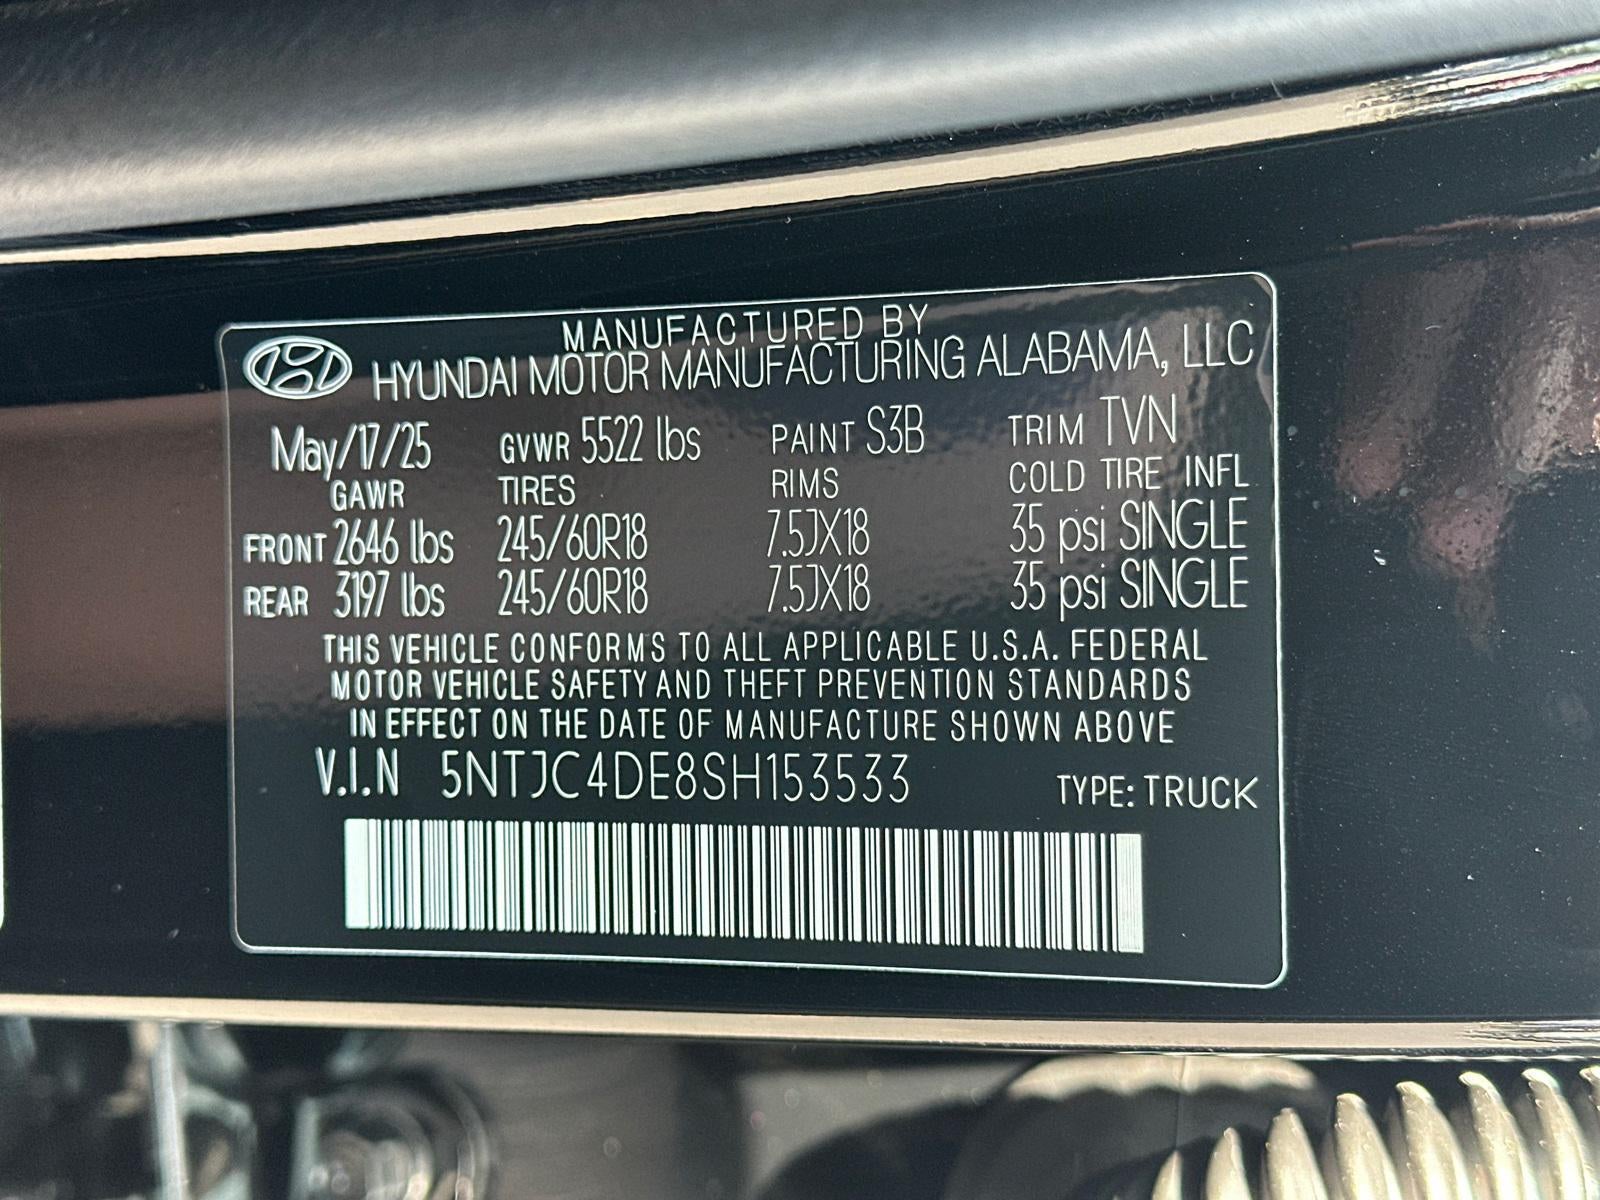 MANUFACTURED BY
HYUNDAI MOTOR MANUFACTURING ALABAMA, LLC
May/17/25 GVWR 5522 lbs PAINT S3B TRIM TVN
GAWR TIRES RIMS COLD TIRE INFL
FRONT 2646 lbs 245/60R18 7.5JX18 35 psi SINGLE
REAR 3197 lbs 245/60R18 7.5JX18 35 psi SINGLE
THIS VEHICLE CONFORMS TO ALL APPLICABLE U.S.A. FEDERAL
MOTOR VEHICLE SAFETY AND THEFT PREVENTION STANDARDS
IN EFFECT ON THE DATE OF MANUFACTURE SHOWN ABOVE
V.I.N 5NTJC4DE8SH153533 TYPE: TRUCK